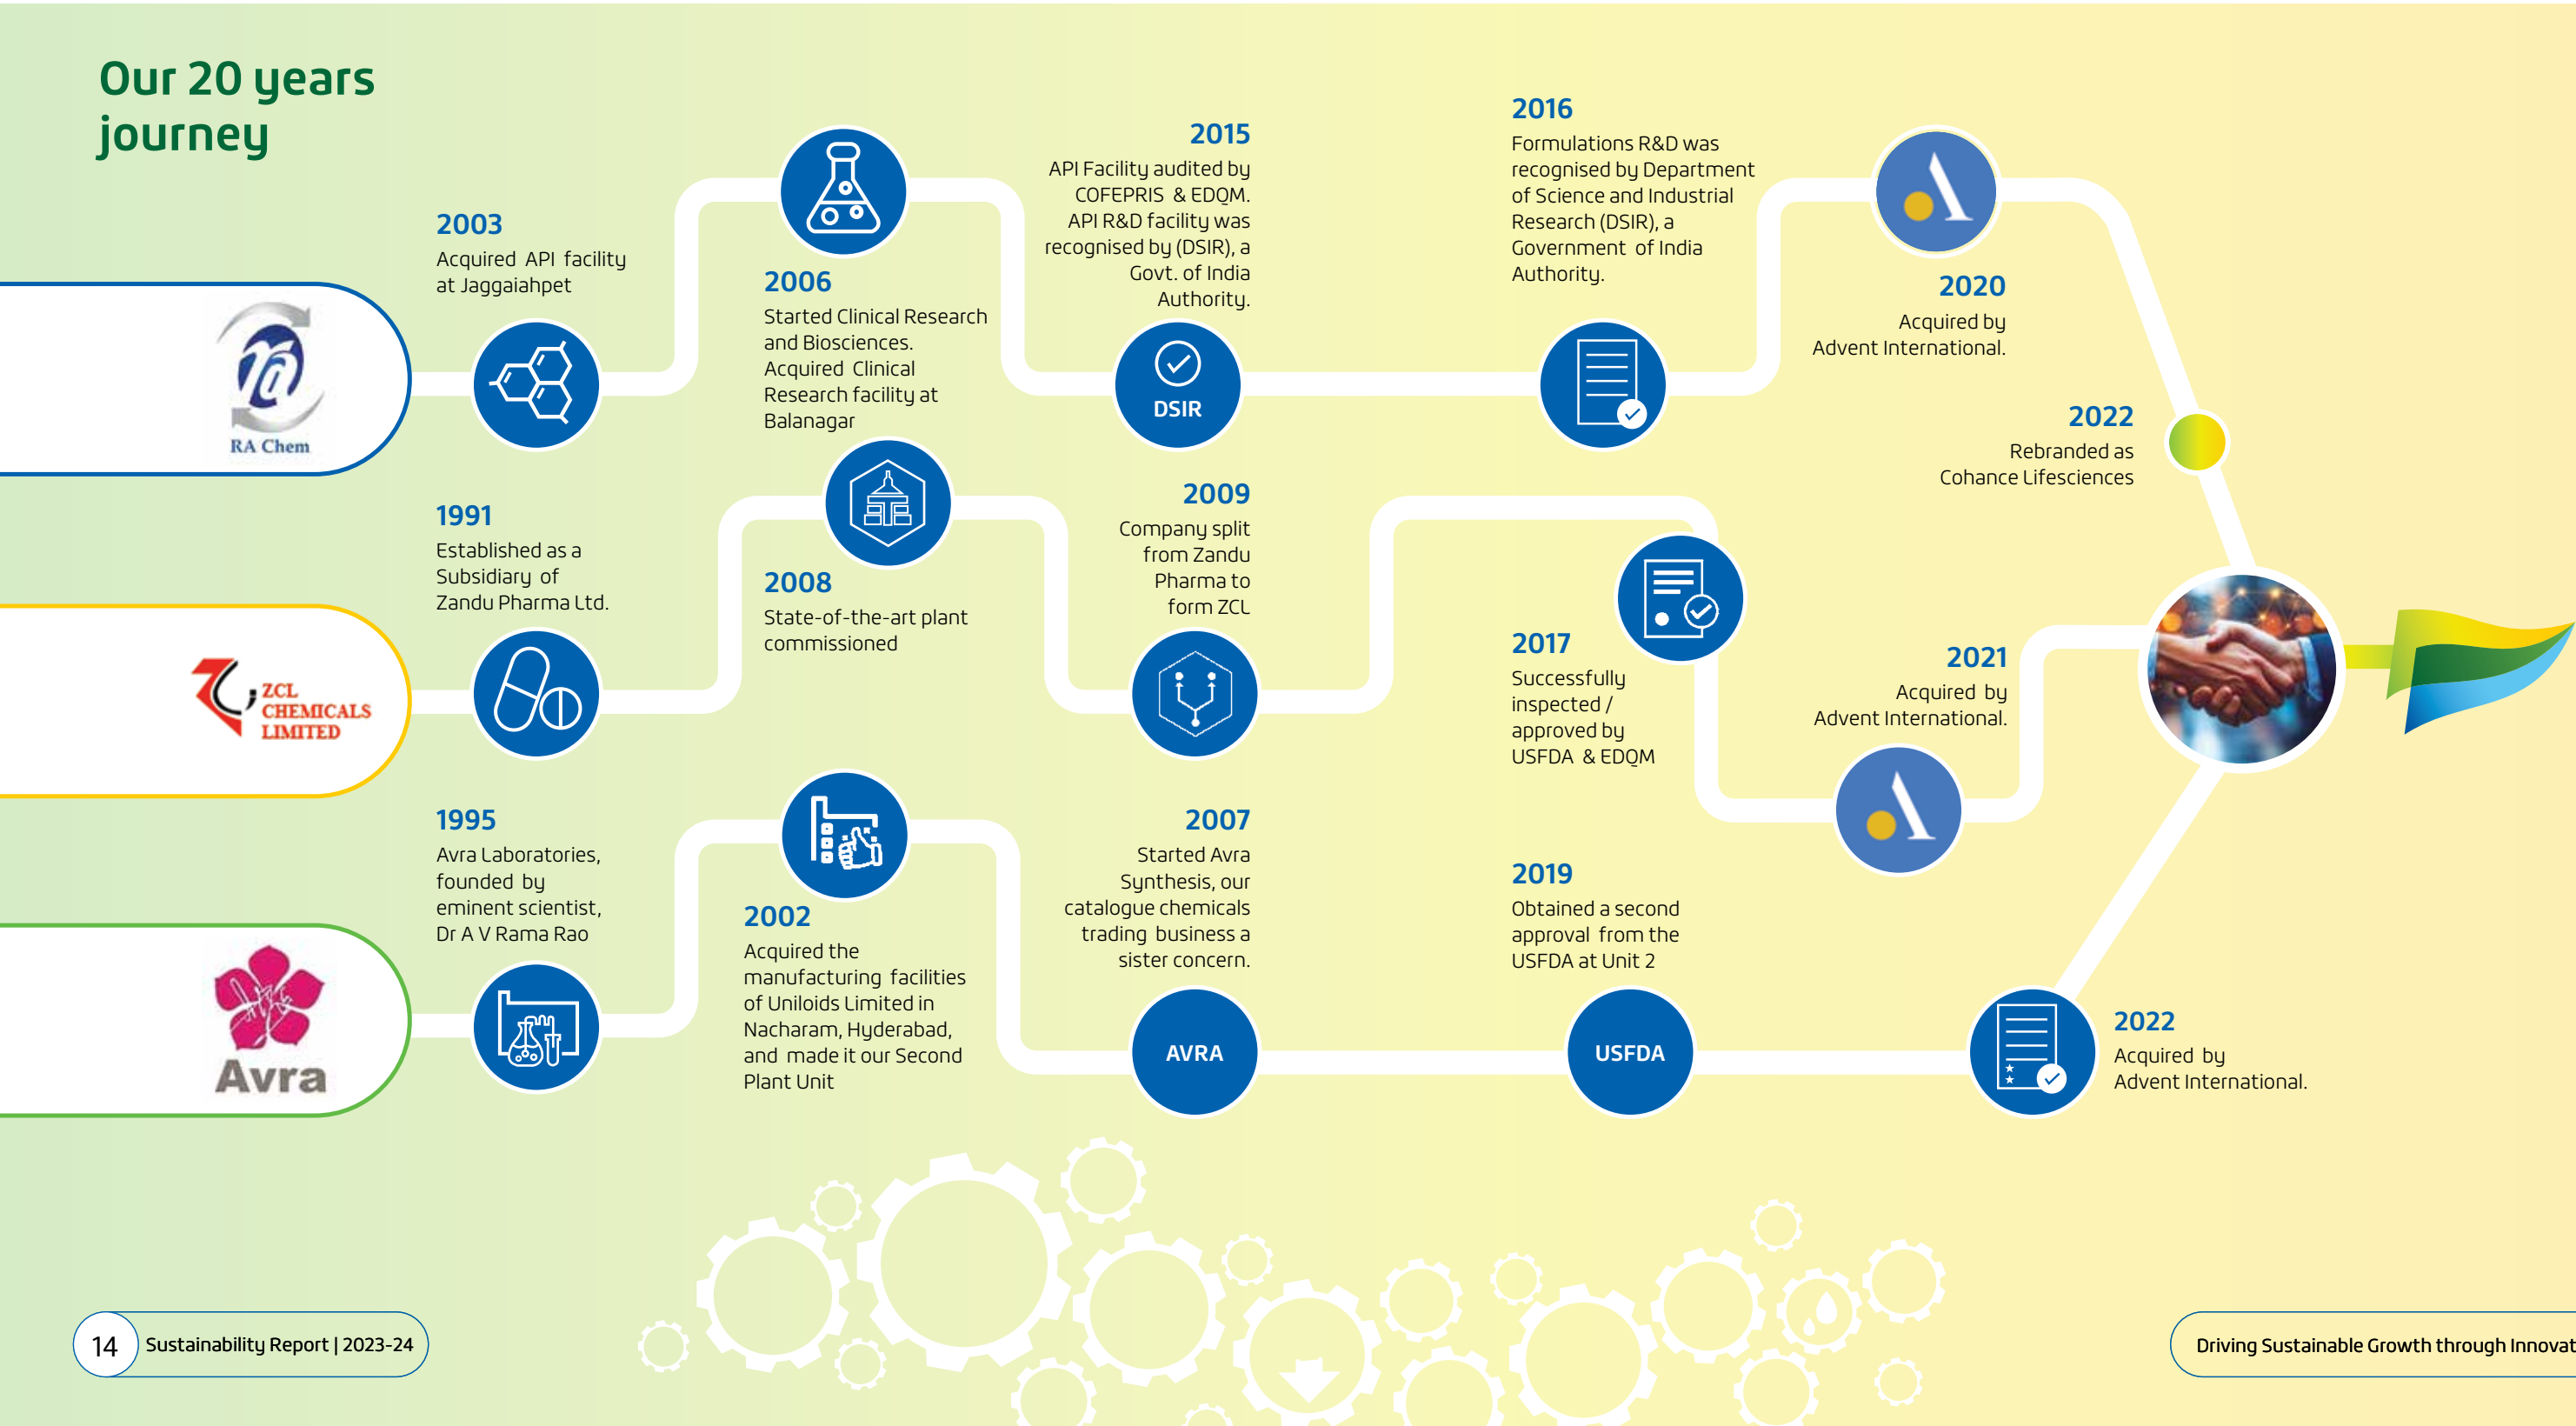 Our 20 years
journey
RA Chem
2003
Acquired API facility
at Jaggaiahpet
2006
Started Clinical Research
and Biosciences.
Acquired Clinical
Research facility at
Balanagar
2015
API Facility audited by
COFEPRIS & EDQM.
API R&D facility was
recognised by (DSIR), a
Govt. of India
Authority.
DSIR
2016
Formulations R&D was
recognised by Department
of Science and Industrial
Research (DSIR), a
Government of India
Authority.
2020
Acquired by
Advent International.
2022
Rebranded as
Cohance Lifesciences
ZCL
CHEMICALS
LIMITED
1991
Established as a
Subsidiary of
Zandu Pharma Ltd.
2008
State-of-the-art plant
commissioned
2009
Company split
from Zandu
Pharma to
form ZCL
2017
Successfully
inspected /
approved by
USFDA & EDQM
2021
Acquired by
Advent International.
Avra
1995
Avra Laboratories,
founded by
eminent scientist,
Dr A V Rama Rao
2002
Acquired the
manufacturing facilities
of Uniloids Limited in
Nacharam, Hyderabad,
and made it our Second
Plant Unit
2007
Started Avra
Synthesis, our
catalogue chemicals
trading business a
sister concern.
AVRA
2019
Obtained a second
approval from the
USFDA at Unit 2
USFDA
2022
Acquired by
Advent International.
14 Sustainability Report | 2023-24
Driving Sustainable Growth through Innovat